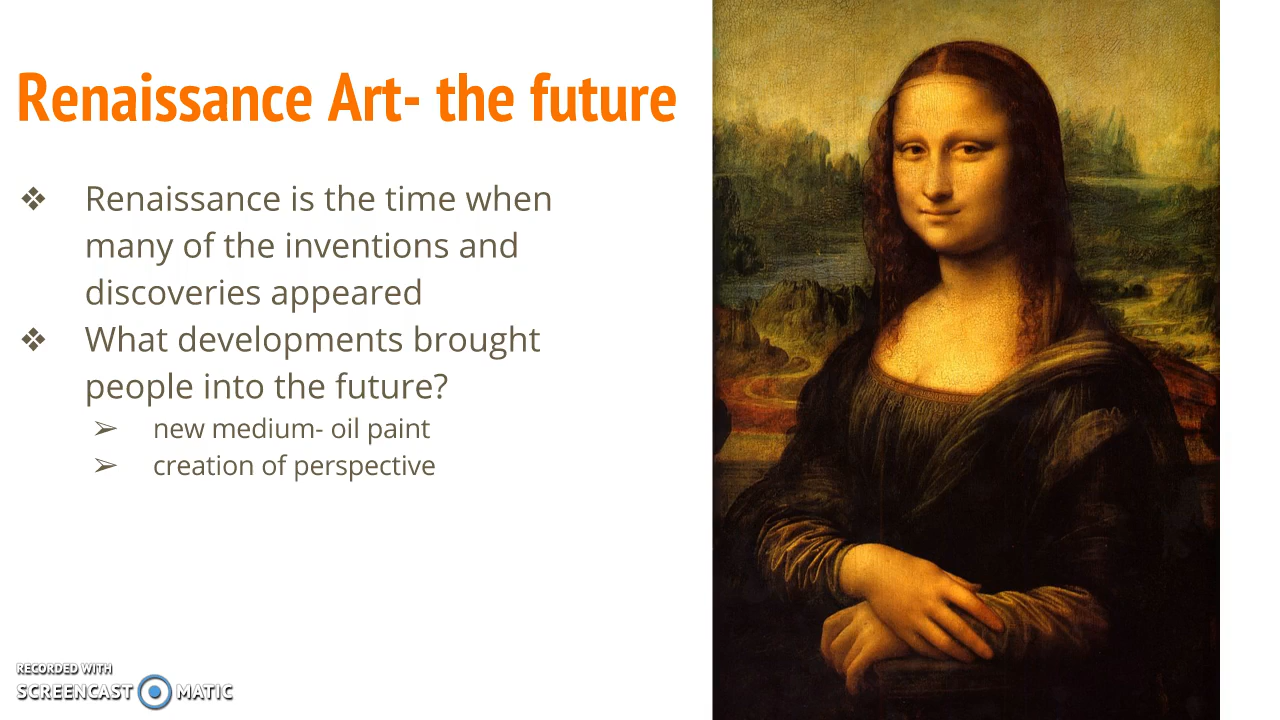 Renaissance Art- the future
❖ Renaissance is the time when
many of the inventions and
discoveries appeared
❖ What developments brought
people into the future?
➢ new medium- oil paint
➢ creation of perspective
RECORDED WITH
SCREENCAST MATIC